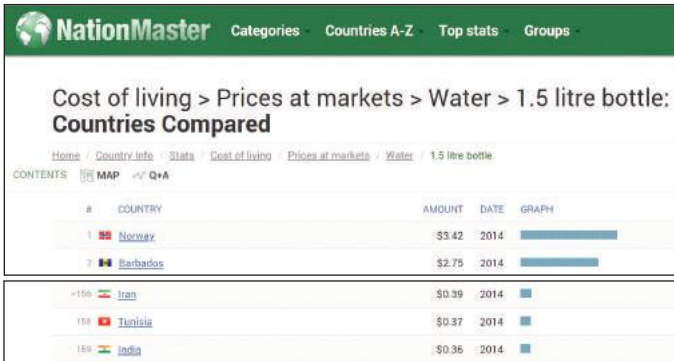 NationMaster Categories Countries A-Z Top stats Groups
Cost of living > Prices at markets > Water > 1.5 litre bottle:
Countries Compared
Home / Country Info / Stats / Cost of living / Prices at markets / Water / 1.5 litre bottle
CONTENTS MAP Q+A
# COUNTRY AMOUNT DATE GRAPH
1 Norway $3.42 2014
2 Barbados $2.75 2014
=156 Iran $0.39 2014
158 Tunisia $0.37 2014
159 India $0.36 2014